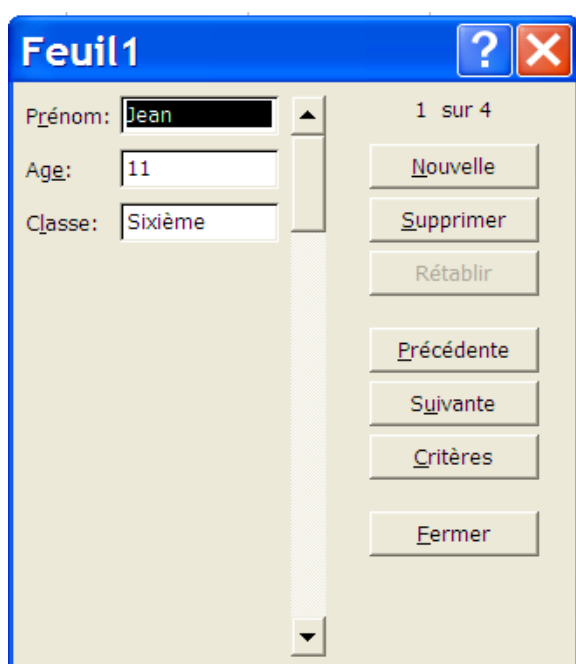 Feuil1
?
Prénom: Jean
Age: 11
Classe: Sixième
1 sur 4
Nouvelle
Supprimer
Rétablir
Précédente
Suivante
Critères
Fermer